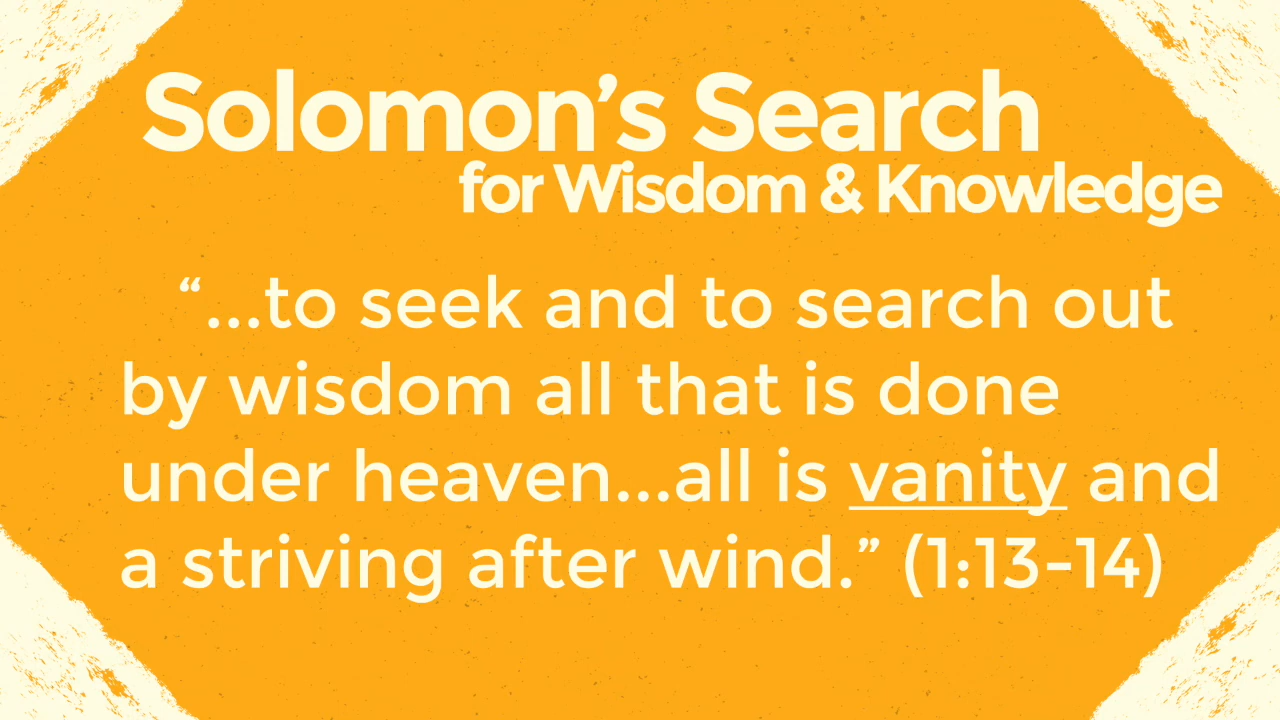 Solomon’s Search
for Wisdom & Knowledge
“...to seek and to search out
by wisdom all that is done
under heaven...all is vanity and
a striving after wind.” (1:13-14)